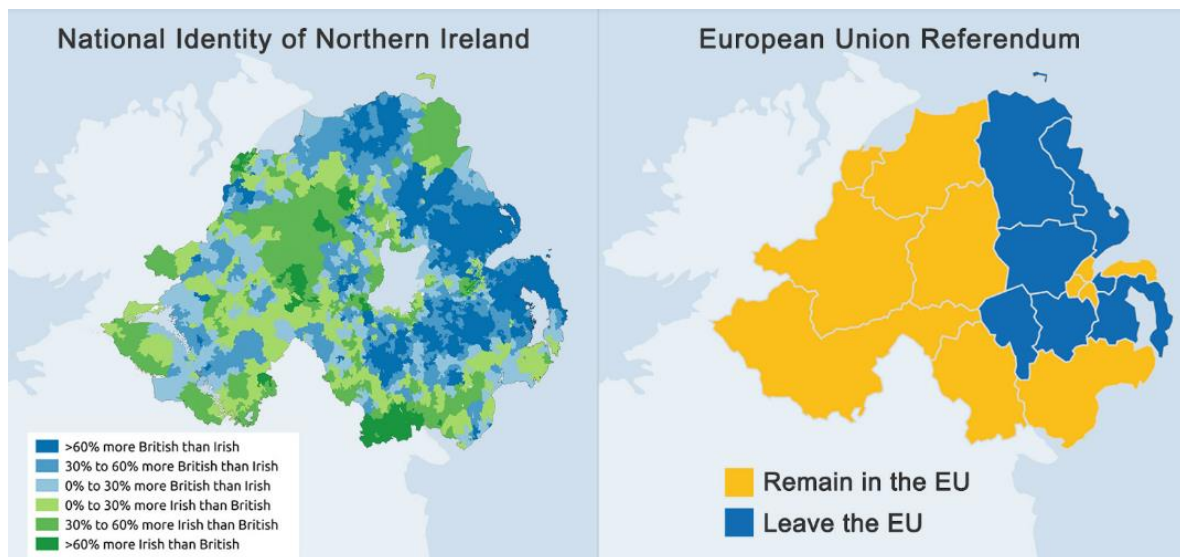 National Identity of Northern Ireland
>60% more British than Irish
30% to 60% more British than Irish
0% to 30% more British than Irish
0% to 30% more Irish than British
30% to 60% more Irish than British
>60% more Irish than British
European Union Referendum
Remain in the EU
Leave the EU